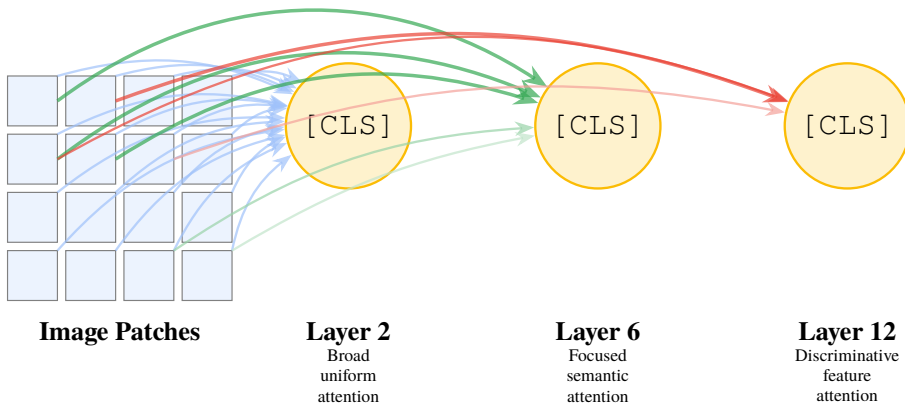 [CLS]
[CLS]
[CLS]
Image Patches
Layer 2
Broad
uniform
attention
Layer 6
Focused
semantic
attention
Layer 12
Discriminative
feature
attention